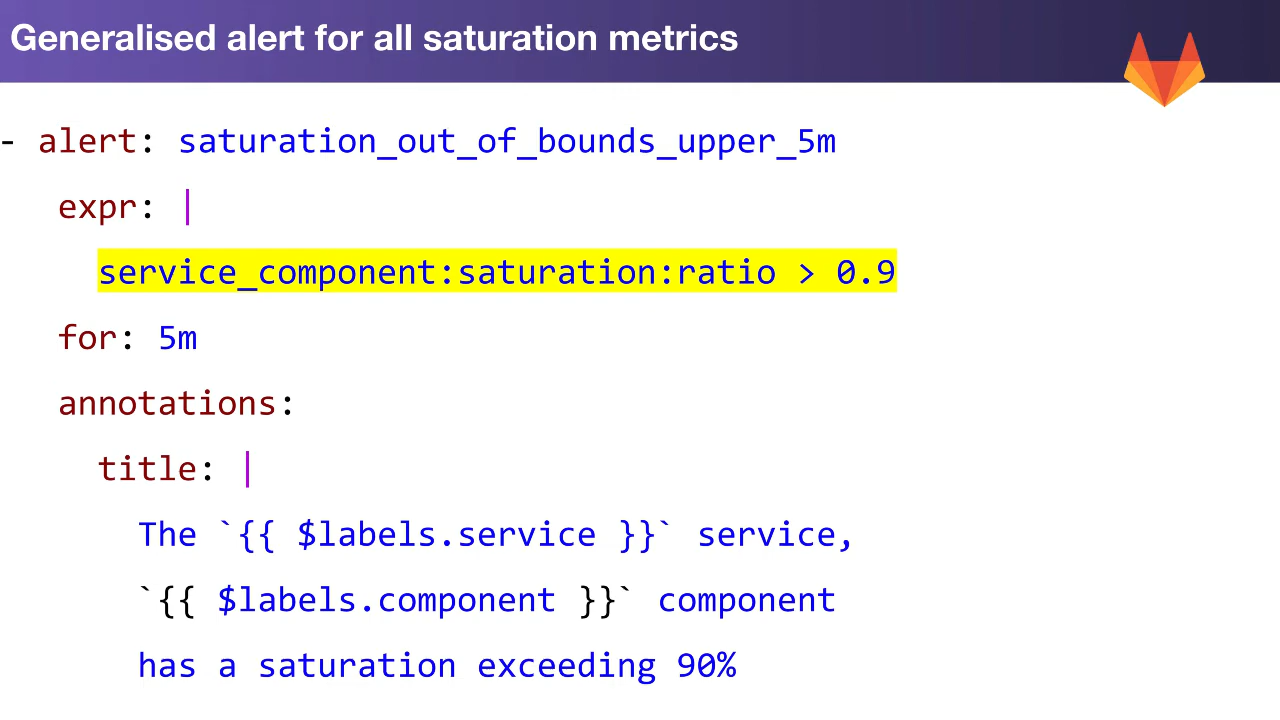 Generalised alert for all saturation metrics
- alert: saturation_out_of_bounds_upper_5m
expr: |
service_component:saturation:ratio > 0.9
for: 5m
annotations:
title: |
The `{{ $labels.service }}` service,
`{{ $labels.component }}` component
has a saturation exceeding 90%